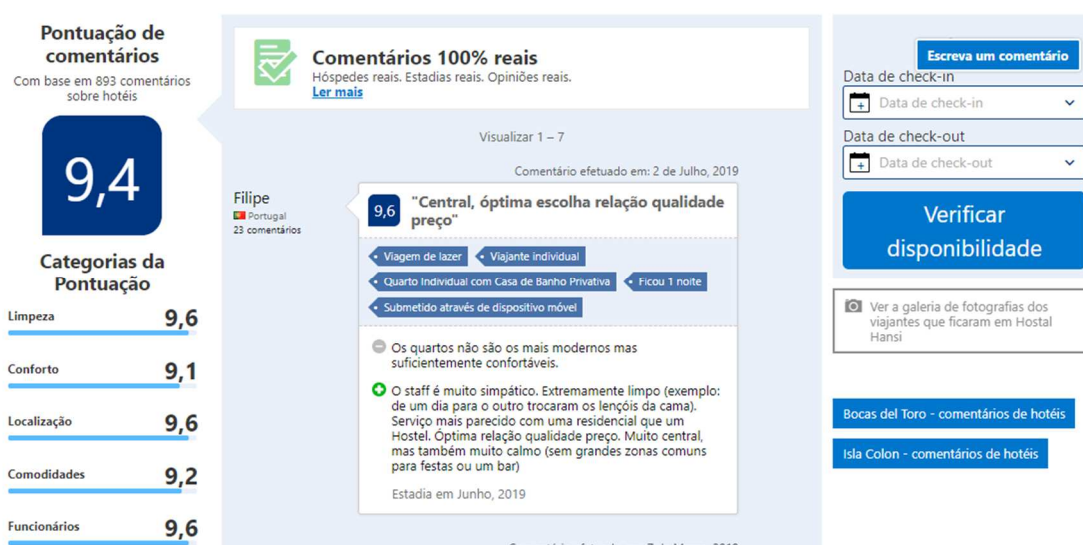 Pontuação de
comentários
Com base em 893 comentários
sobre hotéis
9,4
Categorias da
Pontuação
Limpeza 9,6
Conforto 9,1
Localização 9,6
Comodidades 9,2
Funcionários 9,6
Comentários 100% reais
Hóspedes reais. Estadias reais. Opiniões reais.
Ler mais
Visualizar 1 – 7
Comentário efetuado em: 2 de Julho, 2019
Filipe
Portugal
23 comentários
9,6
"Central, óptima escolha relação qualidade
preço"
Viagem de lazer
Viajante individual
Quarto Individual com Casa de Banho Privativa
Ficou 1 noite
Submetido através de dispositivo móvel
Os quartos não são os mais modernos mas
suficientemente confortáveis.
O staff é muito simpático. Extremamente limpo (exemplo:
de um dia para o outro trocaram os lençóis da cama).
Serviço mais parecido com uma residencial que um
Hostel. Óptima relação qualidade preço. Muito central,
mas também muito calmo (sem grandes zonas comuns
para festas ou um bar)
Estadia em Junho, 2019
Escreva um comentário
Data de check-in
Data de check-in
Data de check-out
Data de check-out
Verificar
disponibilidade
Ver a galeria de fotografias dos
viajantes que ficaram em Hostal
Hansi
Bocas del Toro - comentários de hotéis
Isla Colon - comentários de hotéis